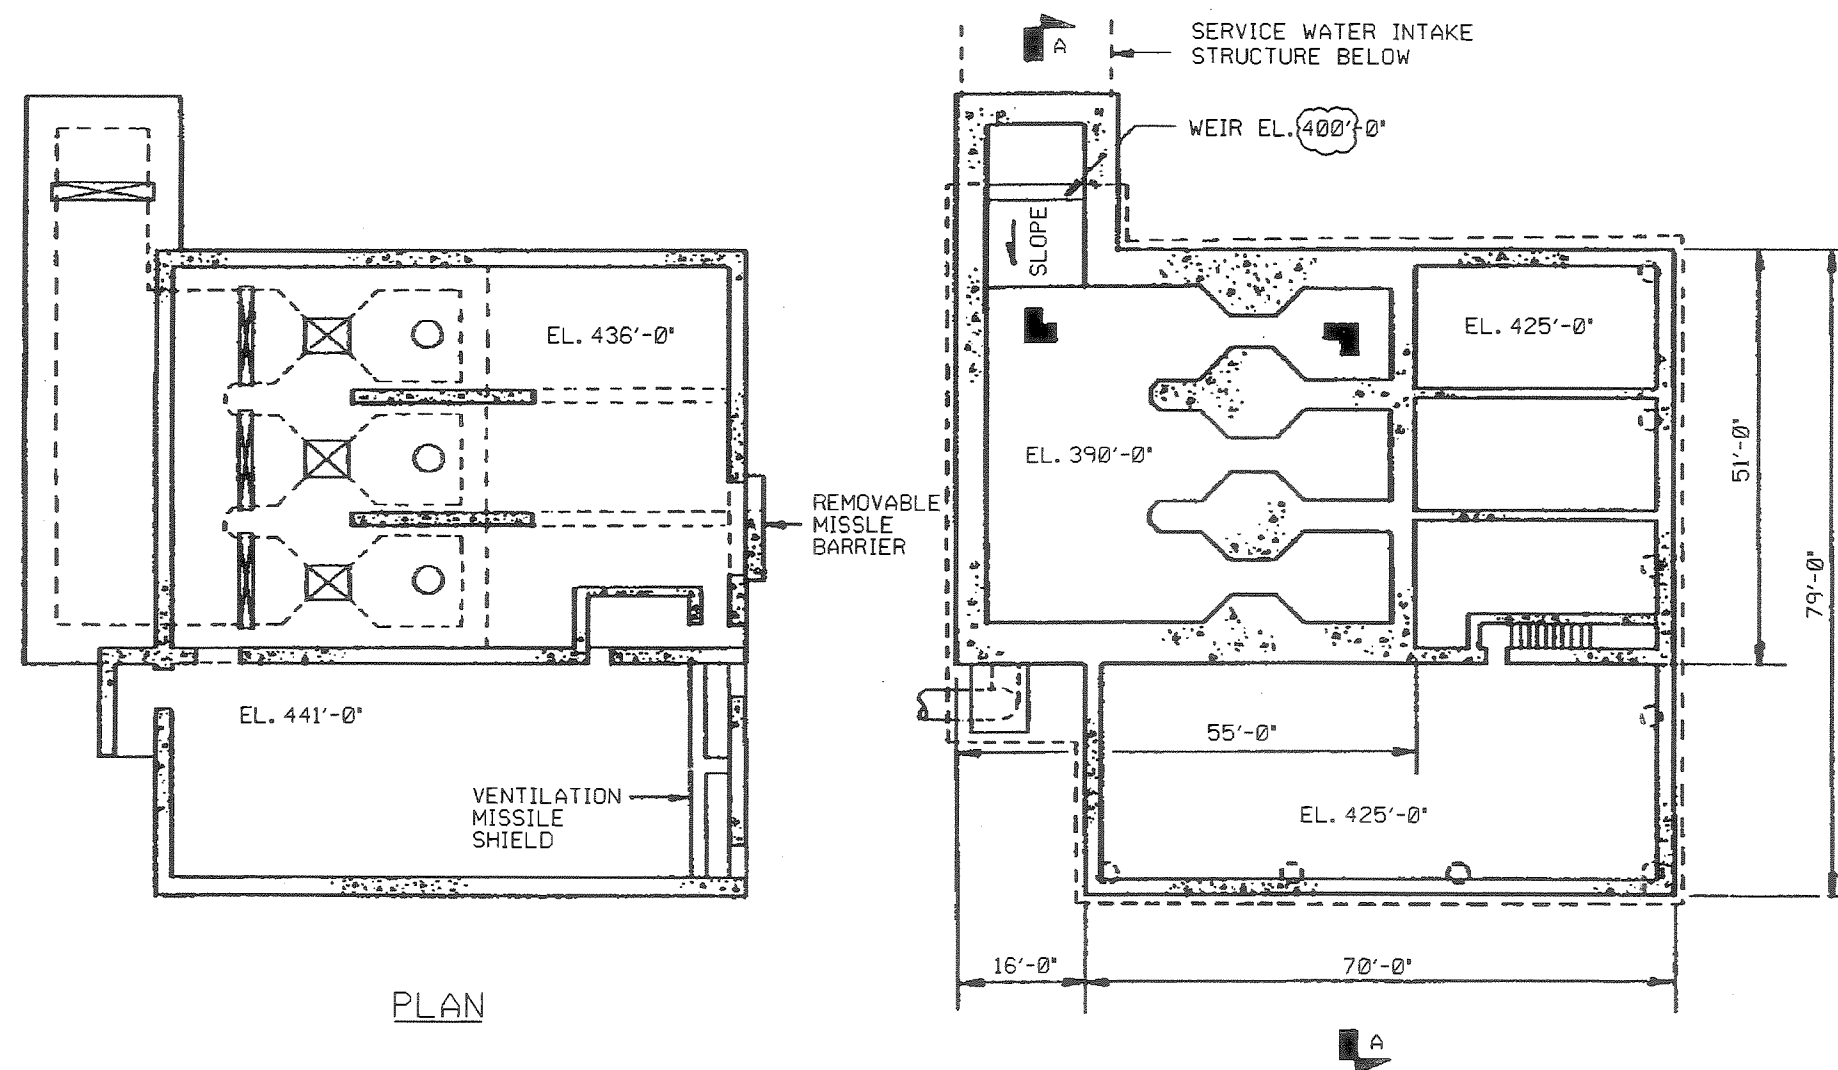 A
SERVICE WATER INTAKE
STRUCTURE BELOW
WEIR EL. 400'-0"
SLOPE
EL. 436'-0"
EL. 425'-0"
EL. 390'-0"
51'-0"
REMOVABLE
MISSLE
BARRIER
79'-0"
EL. 441'-0"
55'-0"
VENTILATION
MISSILE
SHIELD
EL. 425'-0"
16'-0"
70'-0"
PLAN
A